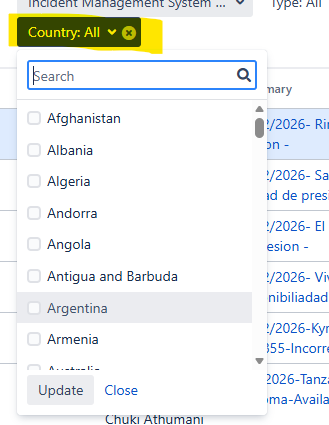 Incident Management System ...
Type: All
Country: All
Search
mary
Afghanistan
2/2026- Rin
on -
Albania
Algeria
2/2026- Sa
ad de presi
Andorra
2/2026- El
Angola
esion -
Antigua and Barbuda
2/2026- Viv
onibiliadad
Argentina
2/2026-Kyr
Armenia
355-Incorre
Australia
2026-Tanza
Update
Close
oma-Availa
Chuki Athumani